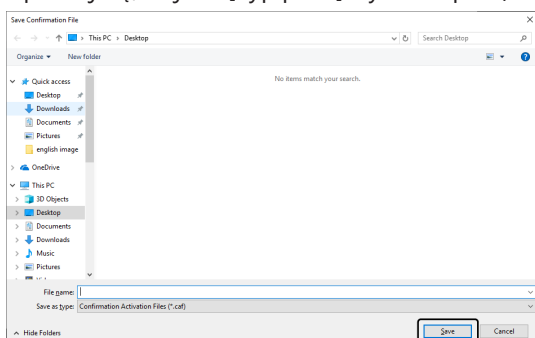 Save Confirmation File
This PC > Desktop
Search Desktop
Organize
New folder
No items match your search.
Quick access
Desktop
Downloads
Documents
Pictures
english image
OneDrive
This PC
3D Objects
Desktop
Documents
Downloads
Music
Pictures
File name:
Save as type: Confirmation Activation Files (*.caf)
Hide Folders
Save
Cancel